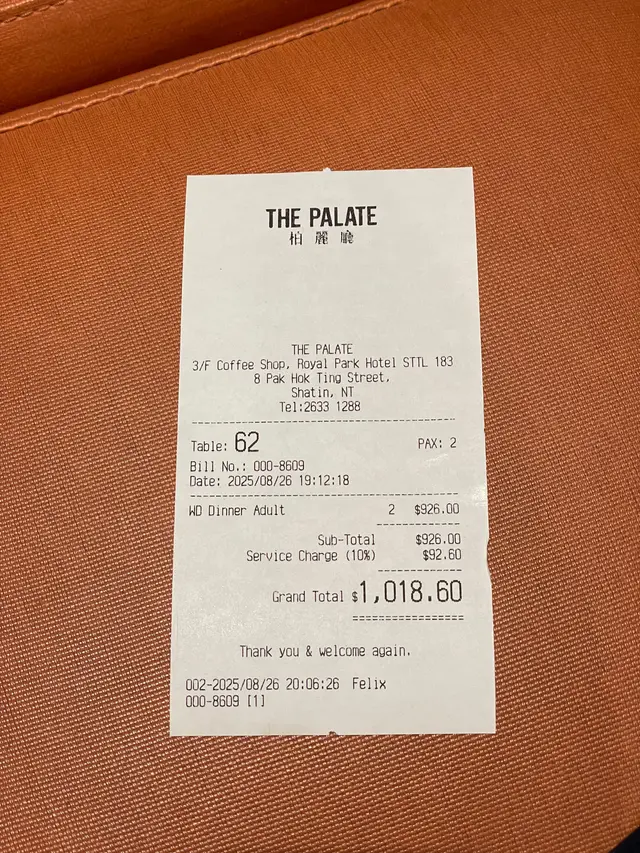 THE PALATE
柏麗廳
THE PALATE
3/F Coffee Shop, Royal Park Hotel STTL 183
8 Pak Hok Ting Street,
Shatin, NT
Tel:2633 1288
Table: 62 PAX: 2
Bill No.: 000-8609
Date: 2025/08/26 19:12:18
WD Dinner Adult 2 $926.00
Sub-Total $926.00
Service Charge (10%) $92.60
Grand Total $1,018.60
Thank you & welcome again.
002-2025/08/26 20:06:26 Felix
000-8609 [1]